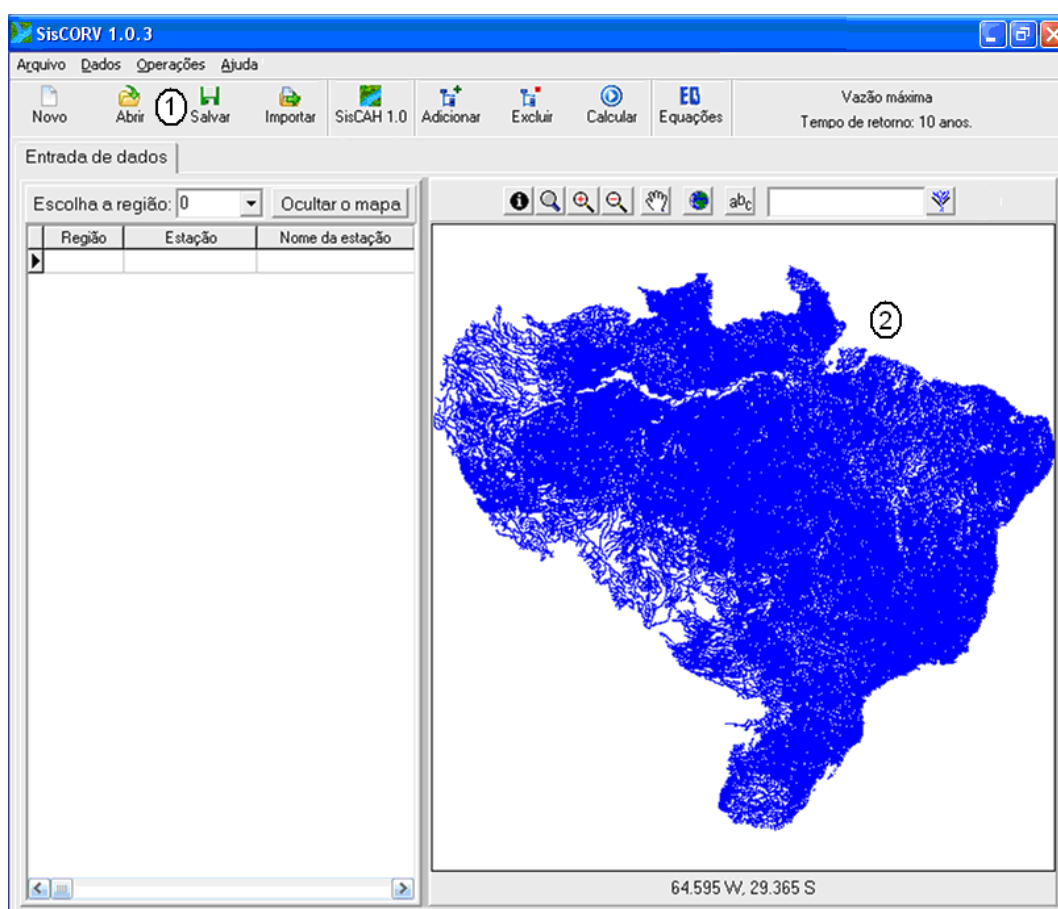 SisCORV 1.0.3
Arquivo Dados Operações Ajuda
Novo Abrir 1 Salvar Importar SisCAH 1.0 Adicionar Excluir Calcular EQ Equações
Vazão máxima
Tempo de retorno: 10 anos.
Entrada de dados
Escolha a região: 0 Ocultar o mapa
abc
Região Estação Nome da estação
2
64.595 W, 29.365 S